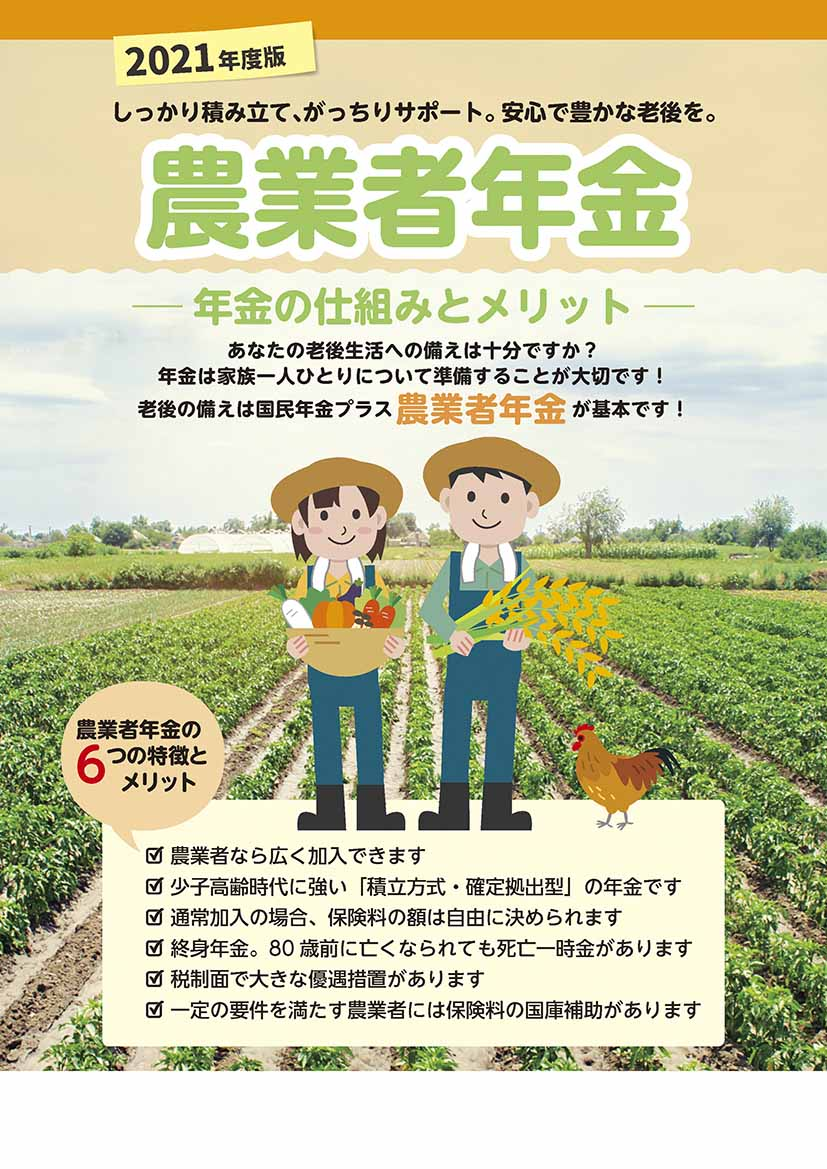 2021年度版
しっかり積み立て、がっちりサポート。安心で豊かな老後を。
農業者年金
年金の仕組みとメリット
あなたの老後生活への備えは十分ですか？
年金は家族一人ひとりについて準備することが大切です！
老後の備えは国民年金プラス農業者年金が基本です！
農業者年金の
6つの特徴と
メリット
農業者なら広く加入できます
少子高齢時代に強い「積立方式・確定拠出型」の年金です
通常加入の場合、保険料の額は自由に決められます
終身年金。80歳前に亡くなられても死亡一時金があります
税制面で大きな優遇措置があります
一定の要件を満たす農業者には保険料の国庫補助があります